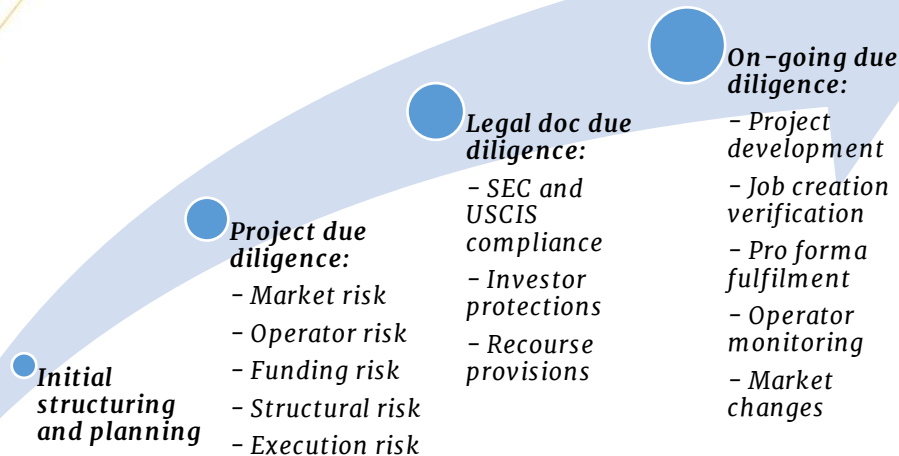 Initial
structuring
and planning
Project due
diligence:
- Market risk
- Operator risk
- Funding risk
- Structural risk
- Execution risk
Legal doc due
diligence:
- SEC and
USCIS
compliance
- Investor
protections
- Recourse
provisions
On-going due
diligence:
- Project
development
- Job creation
verification
- Pro forma
fulfilment
- Operator
monitoring
- Market
changes